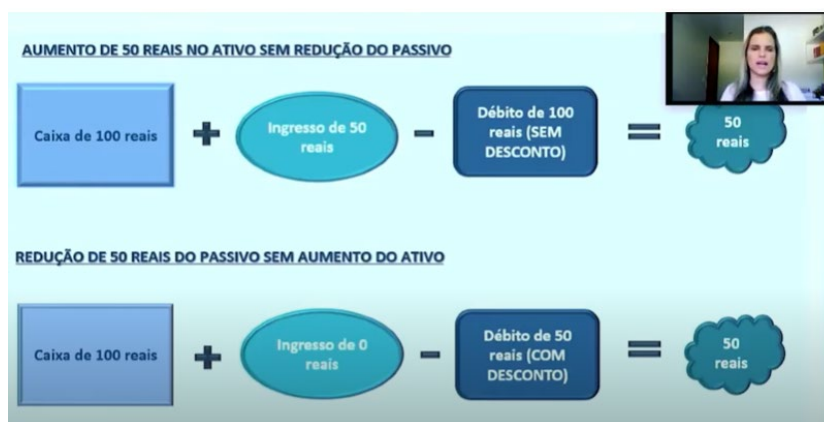 AUMENTO DE 50 REAIS NO ATIVO SEM REDUÇÃO DO PASSIVO
Caixa de 100 reais
+
Ingresso de 50
reais
-
Débito de 100
reais (SEM
DESCONTO)
=
50
reais
REDUÇÃO DE 50 REAIS DO PASSIVO SEM AUMENTO DO ATIVO
Caixa de 100 reais
+
Ingresso de 0
reais
-
Débito de 50
reais (COM
DESCONTO)
=
50
reais